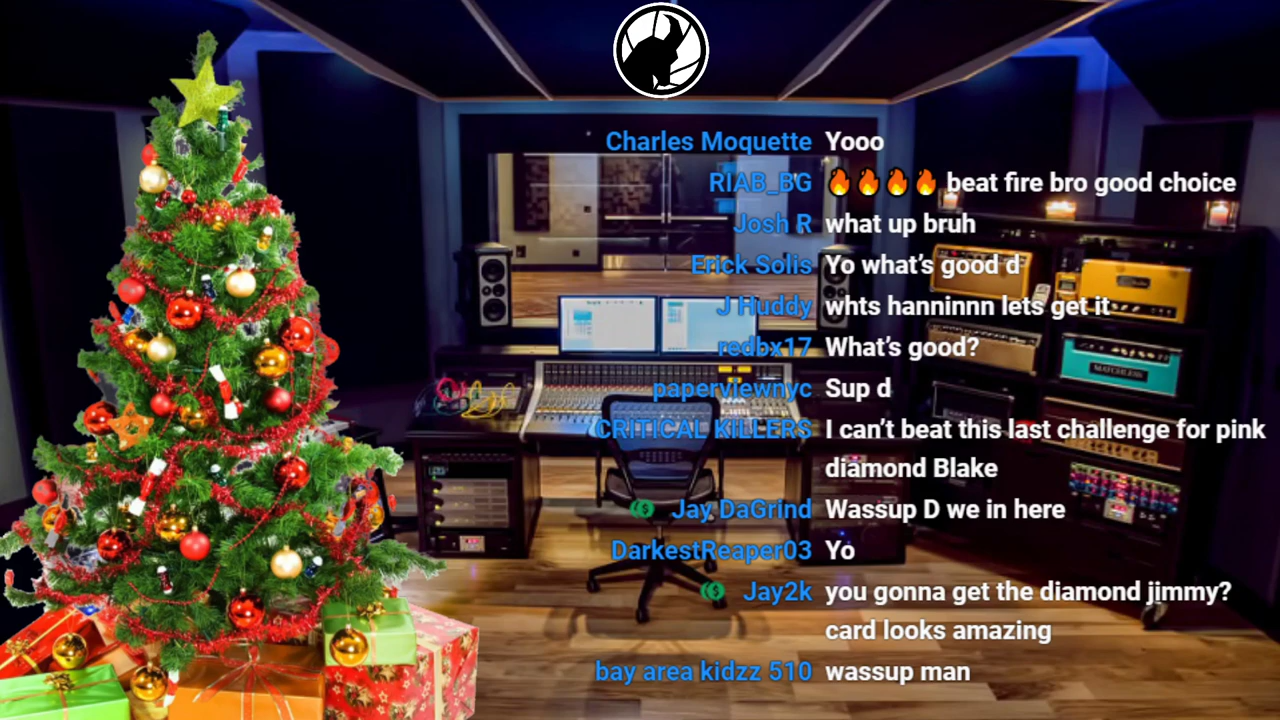 Charles Moquette Yooo
RIAB_BG 🔥🔥🔥🔥 beat fire bro good choice
Josh R what up bruh
Erick Solis Yo what’s good d
J Huddy whts hanninnn lets get it
redbx17 What’s good?
paperviewnyc Sup d
CRITICAL KILLERS I can’t beat this last challenge for pink
diamond Blake
Jay DaGrind Wassup D we in here
DarkestReaper03 Yo
Jay2k you gonna get the diamond jimmy?
card looks amazing
bay area kidzz 510 wassup man
MATCHLESS